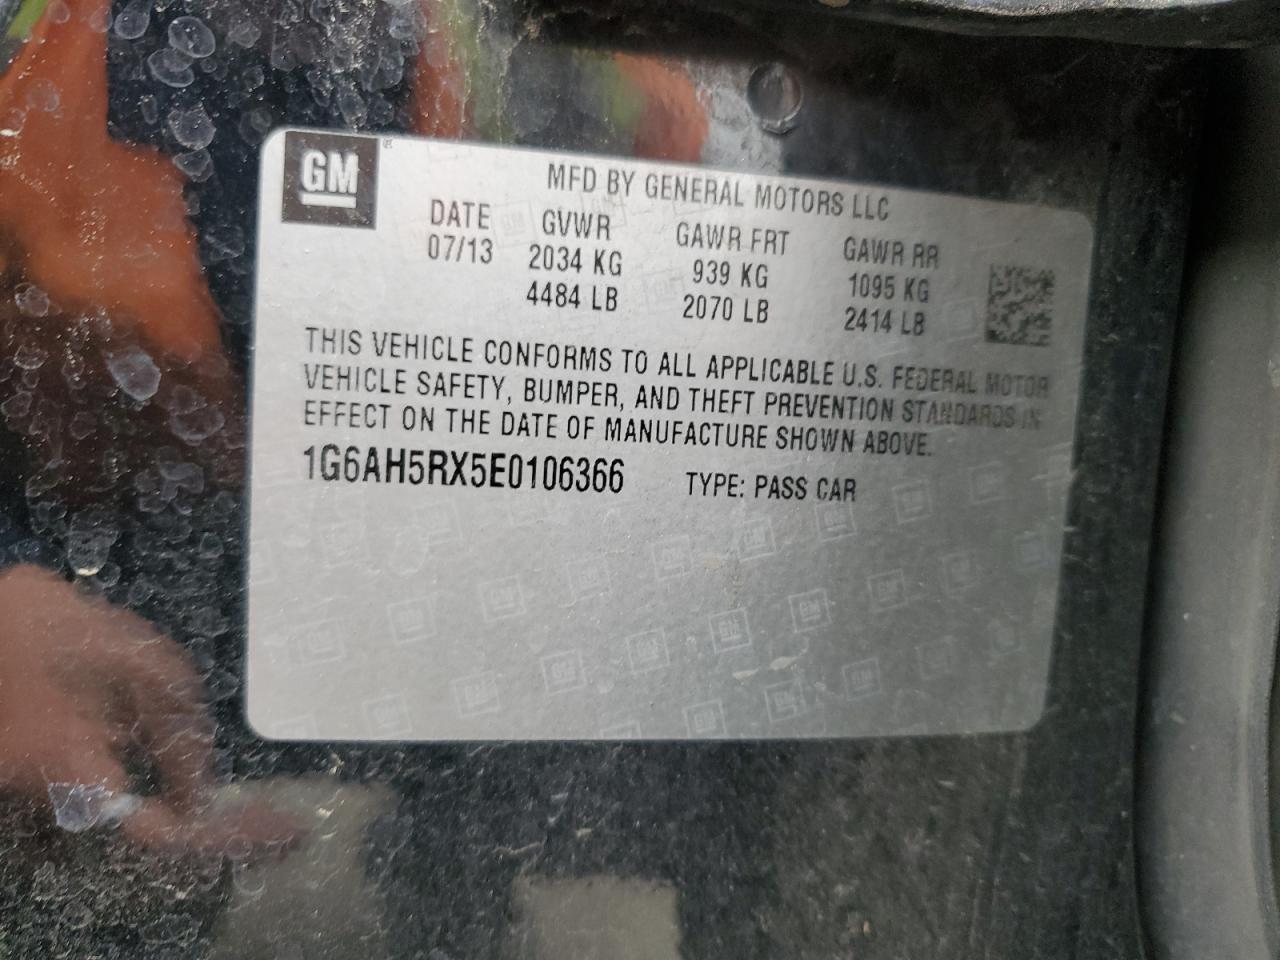 GM
MFD BY GENERAL MOTORS LLC
DATE GVWR GAWR FRT GAWR RR
07/13 2034 KG 939 KG 1095 KG
4484 LB 2070 LB 2414 LB
THIS VEHICLE CONFORMS TO ALL APPLICABLE U.S. FEDERAL MOTOR
VEHICLE SAFETY, BUMPER, AND THEFT PREVENTION STANDARDS IN
EFFECT ON THE DATE OF MANUFACTURE SHOWN ABOVE.
1G6AH5RX5E0106366 TYPE: PASS CAR